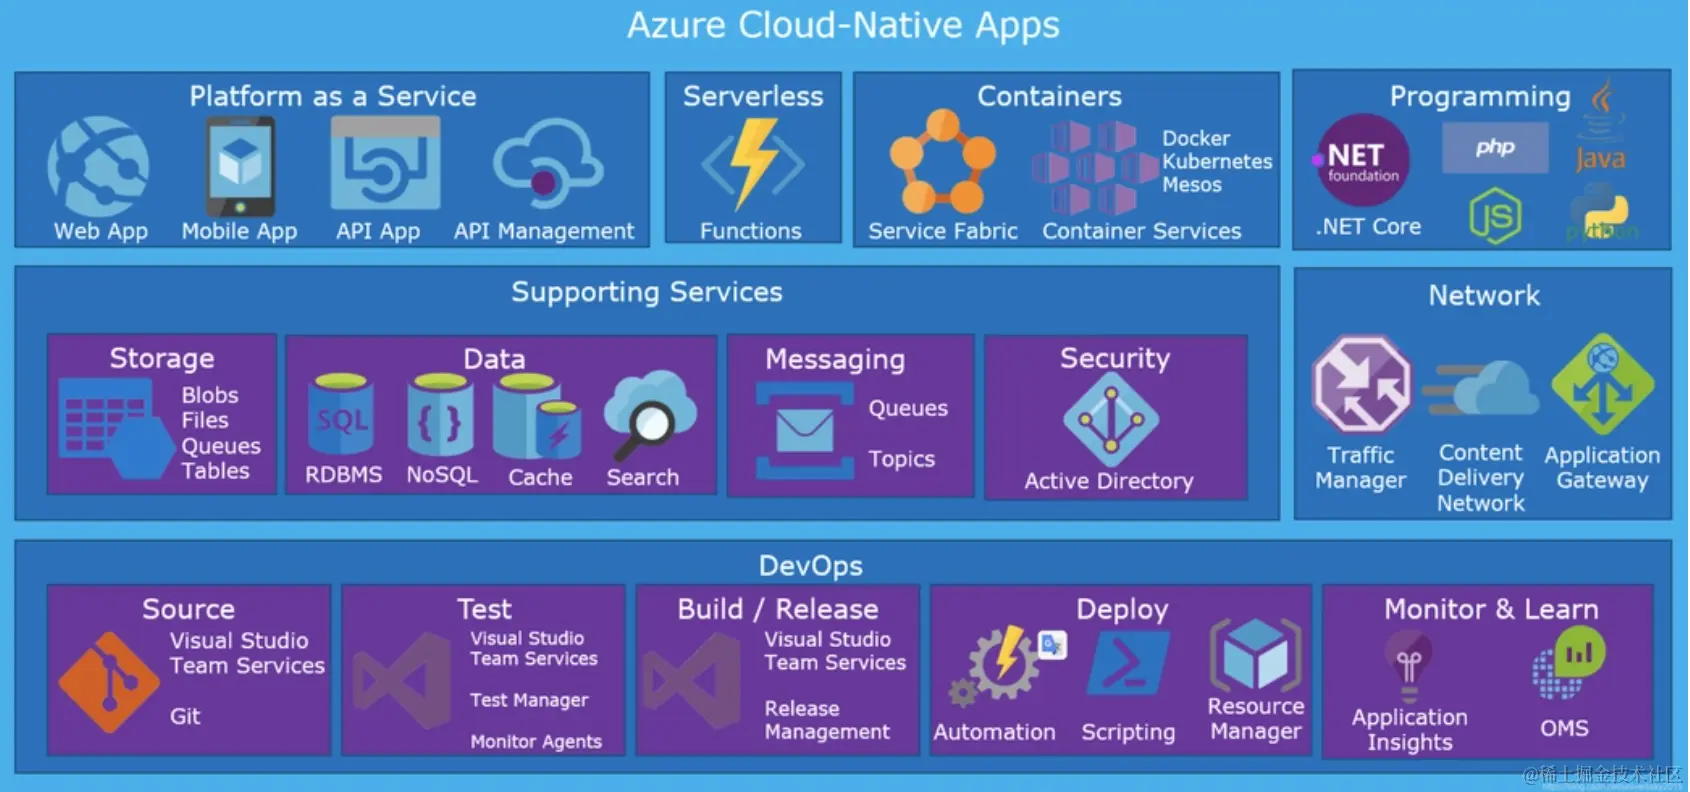 Azure Cloud-Native Apps
Platform as a Service
Web App
Mobile App
API App
API Management
Serverless
Functions
Containers
Service Fabric
Docker
Kubernetes
Mesos
Container Services
Programming
NET
foundation
.NET Core
php
Java
JS
python
Supporting Services
Storage
Blobs
Files
Queues
Tables
Data
SQL
RDBMS
{ }
NoSQL
Cache
Search
Messaging
Queues
Topics
Security
Active Directory
Network
Traffic
Manager
Content
Delivery
Network
Application
Gateway
DevOps
Source
Visual Studio
Team Services
Git
Test
Visual Studio
Team Services
Test Manager
Monitor Agents
Build / Release
Visual Studio
Team Services
Release
Management
Deploy
Automation
Scripting
Resource
Manager
Monitor & Learn
Application
Insights
OMS
@稀土掘金技术社区